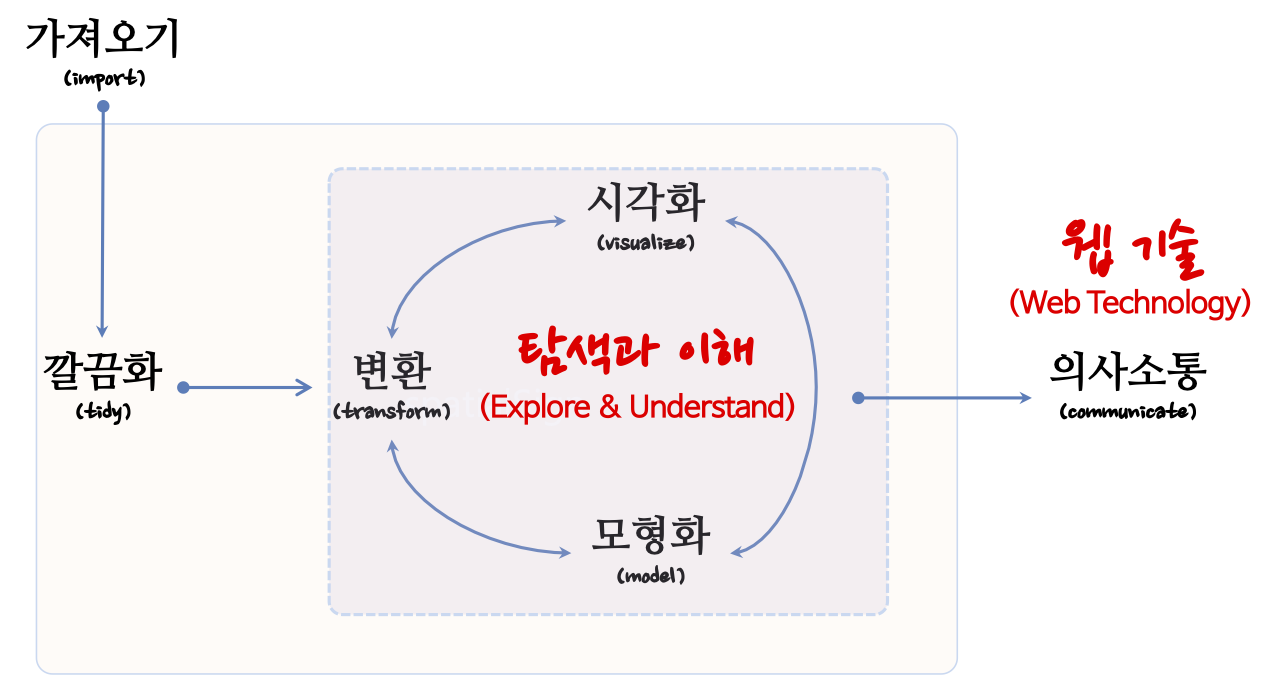 가져오기
(import)
시각화
(visualize)
웹 기술
(Web Technology)
탐색과 이해
(Explore & Understand)
깔끔화
(tidy)
변환
(transform)
의사소통
(communicate)
모형화
(model)